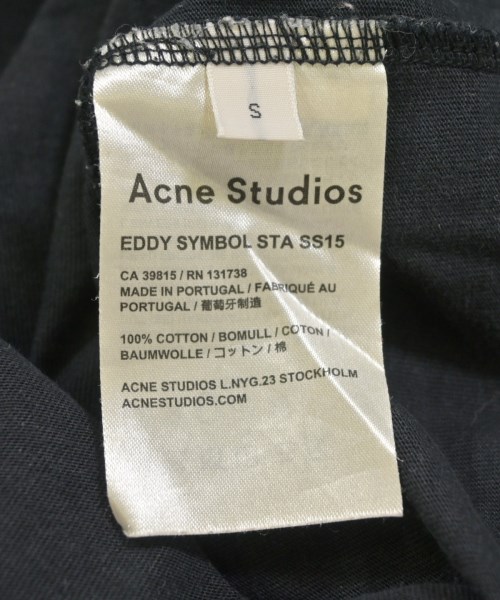 S
Acne Studios
EDDY SYMBOL STA SS15
CA 39815 / RN 131738
MADE IN PORTUGAL / FABRIQUÉ AU
PORTUGAL / 葡萄牙制造
100% COTTON / BOMULL / COTON /
BAUMWOLLE / コットン / 棉
ACNE STUDIOS L.NYG.23 STOCKHOLM
ACNESTUDIOS.COM